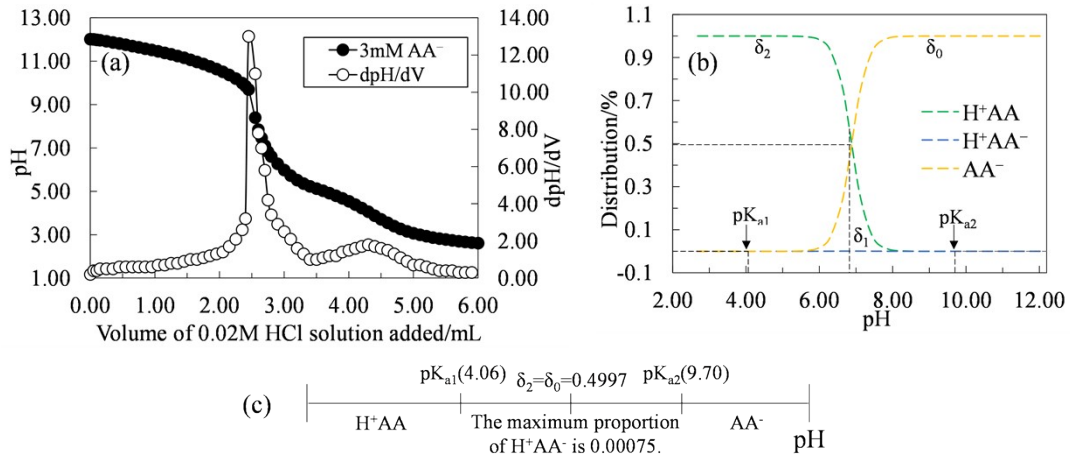 13.00
11.00
9.00
7.00
5.00
3.00
1.00
pH
(a)
3mM AA⁻
dpH/dV
14.00
12.00
10.00
8.00
6.00
4.00
2.00
0.00
dpH/dV
0.00 1.00 2.00 3.00 4.00 5.00 6.00
Volume of 0.02M HCl solution added/mL
1.1
0.9
0.7
0.5
0.3
0.1
-0.1
Distribution/%
(b)
δ₂
δ₀
H⁺AA
H⁺AA⁻
AA⁻
pKₐ₁
δ₁
pKₐ₂
2.00 4.00 6.00 8.00 10.00 12.00
pH
(c)
pKₐ₁(4.06) δ₂=δ₀=0.4997 pKₐ₂(9.70)
H⁺AA
The maximum proportion
of H⁺AA⁻ is 0.00075.
AA⁻
pH